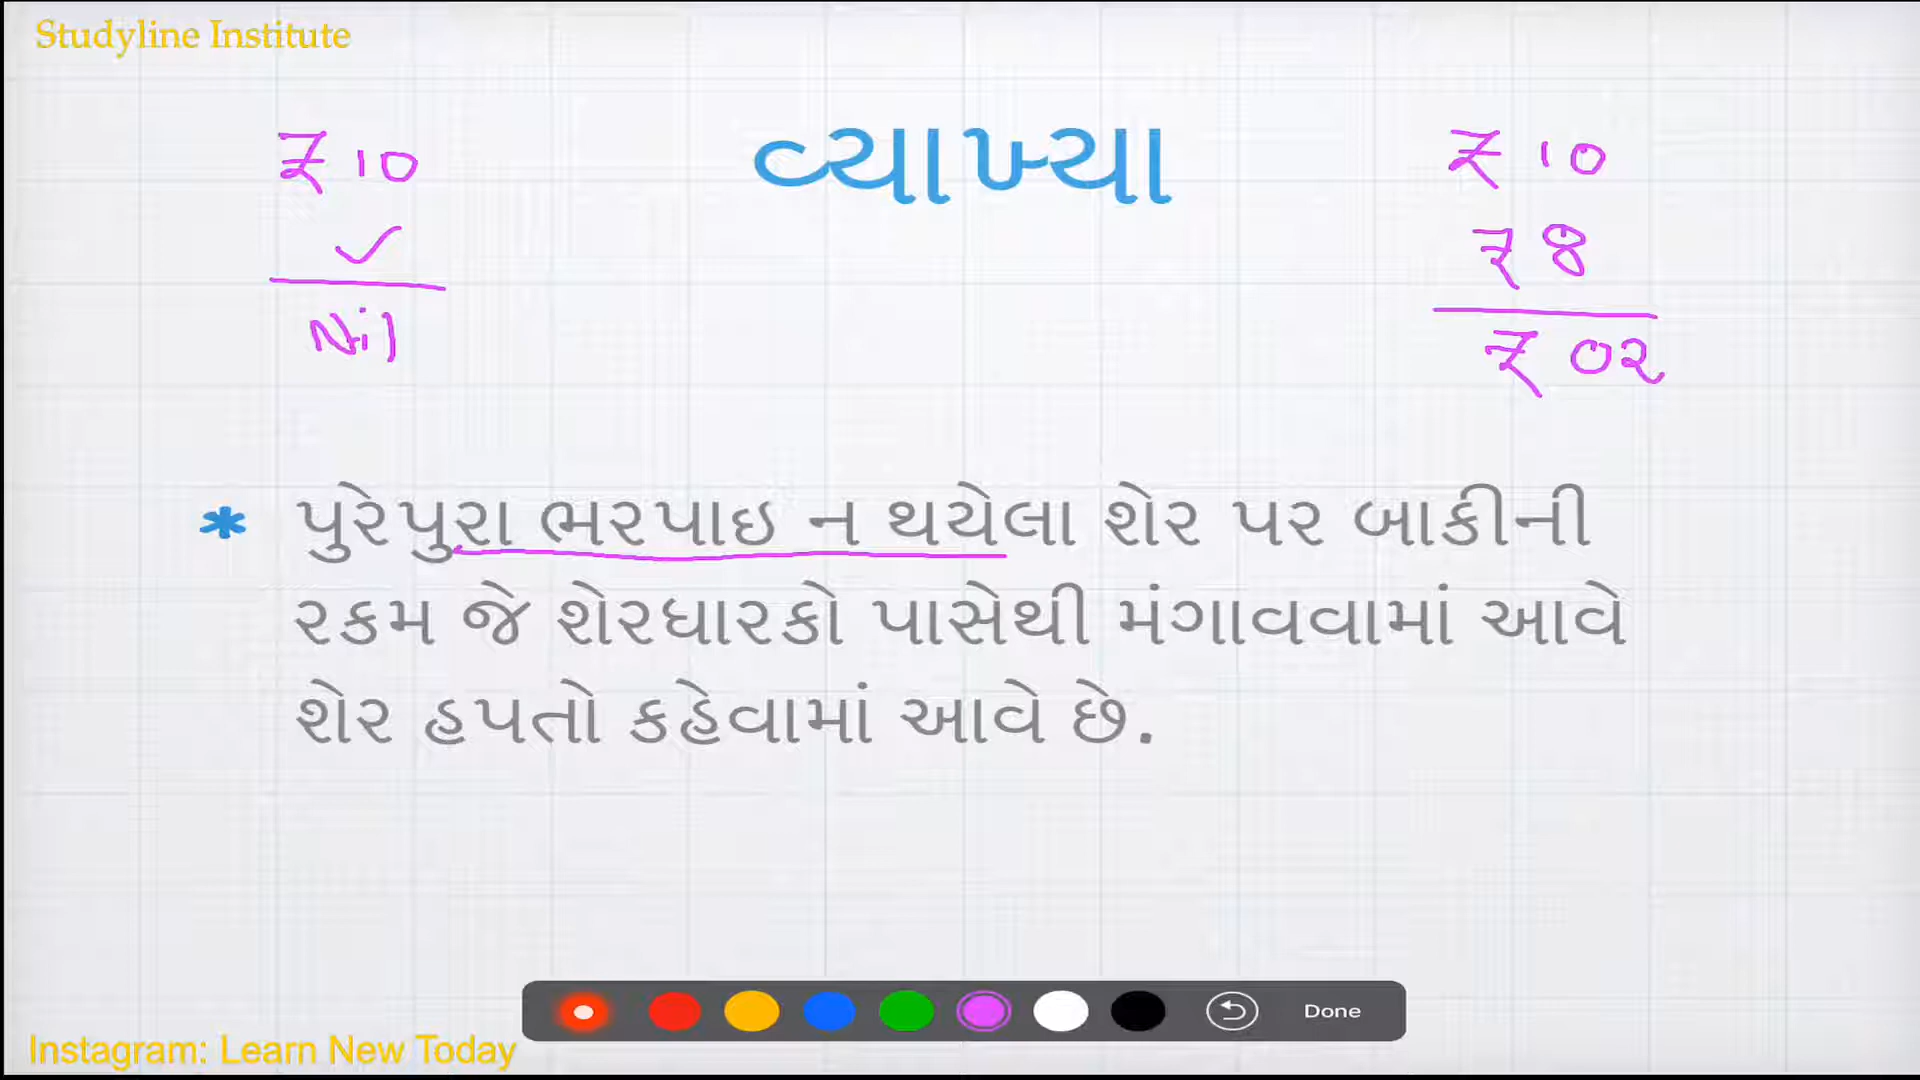 Studyline Institute
વ્યાખ્યા
₹ 10
✓
Nil
₹ 10
₹ 8
₹ 02
* પુરેપુરા ભરપાઇ ન થયેલા શેર પર બાકીની
રકમ જે શેરધારકો પાસેથી મંગાવવામાં આવે
શેર હપતો કહેવામાં આવે છે.
Done
Instagram: Learn New Today